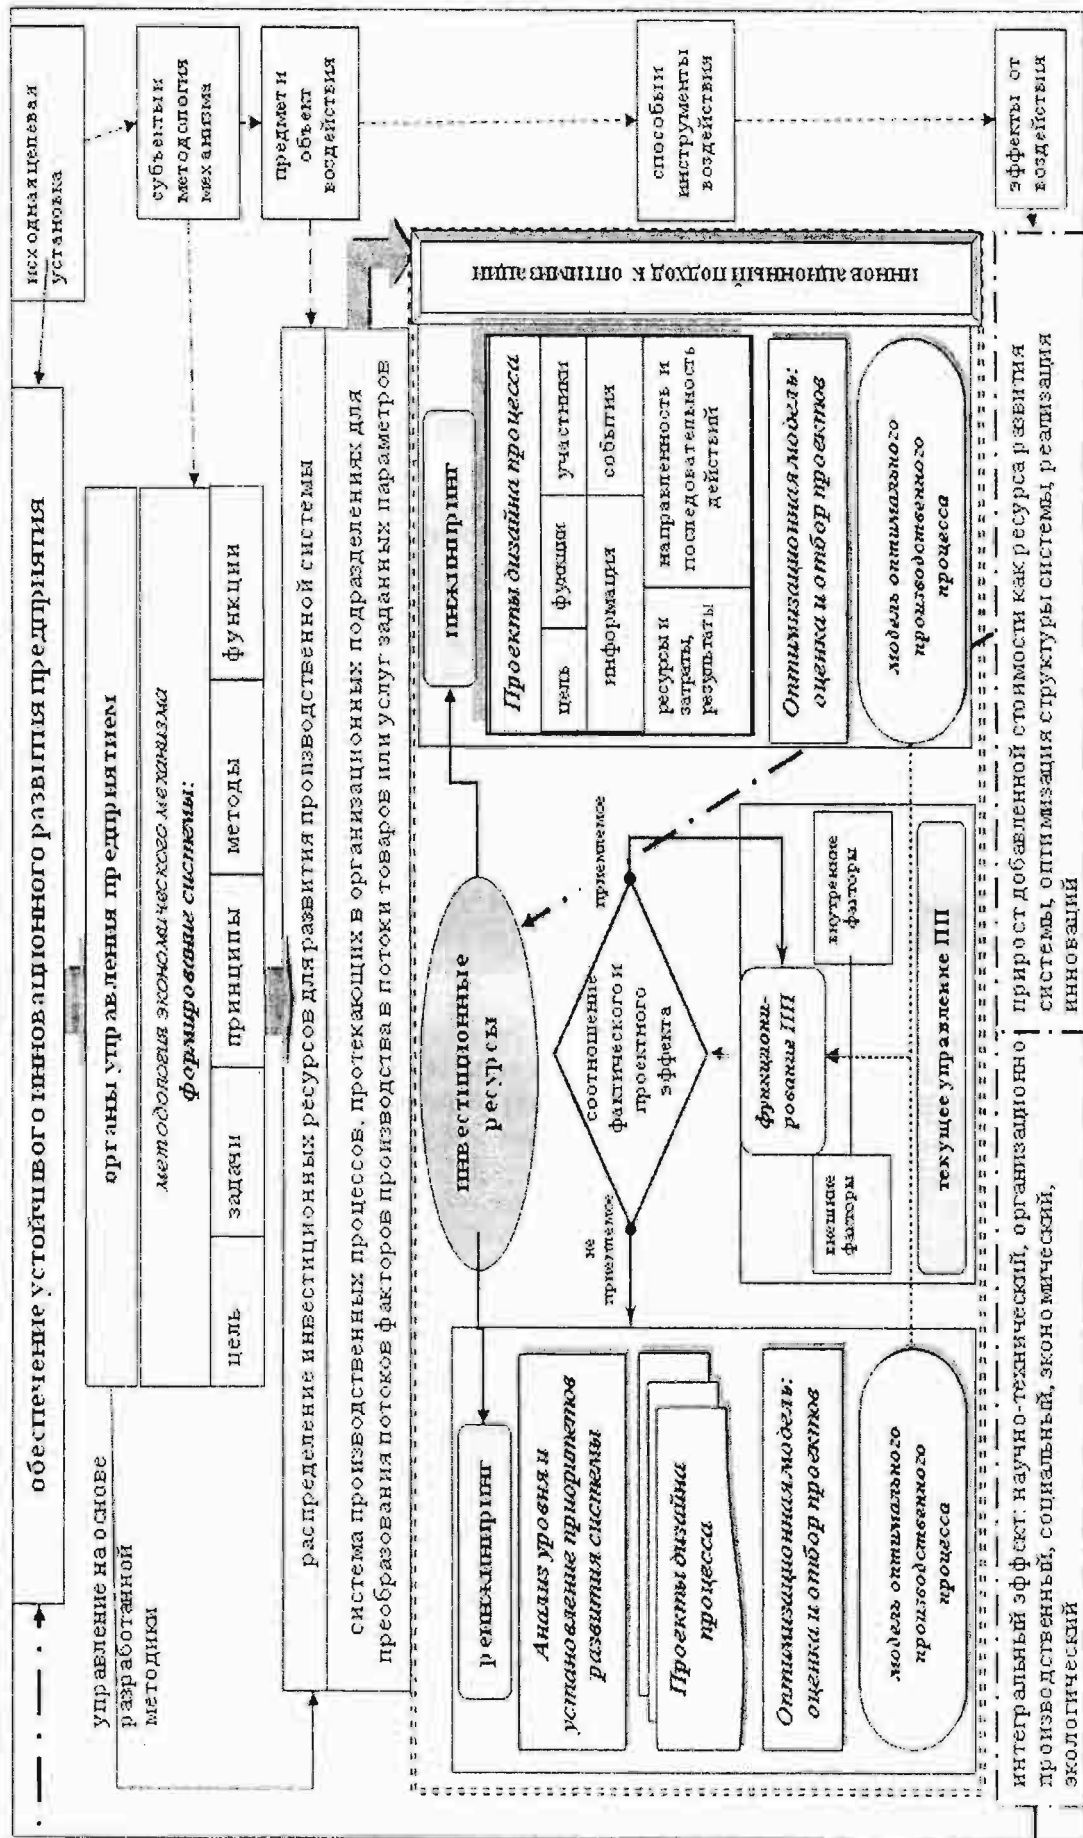 обеспечение устойчивого инновационного развития предприятия
исходная целевая
установка
органы управления предприятием
методология экономического механизма
формирование системы:
цель
задачи
принципы
методы
функции
субъекты и
методология
механизма
управление на основе
разработанной
методики
распределение инвестиционных ресурсов для развития производственной системы
система производственных процессов, протекающих в организационных подразделениях для
преобразования потоков факторов производства в потоки товаров или услуг заданных параметров
предмет и
объект
воздействия
реинжиниринг
Анализ уровня и
установление приоритетов
развития системы
Проекты дизайна
процесса
Оптимизационная модель:
оценка и отбор проектов
модель оптимального
производственного
процесса
инвестиционные
ресурсы
не
приемлемое
соотношение
фактического и
проектного
эффекта
приемлемое
функциони-
рование ПП
внешние
факторы
внутренние
факторы
текущее управление ПП
инжиниринг
Проекты дизайна процесса
цель
функции
участники
информация
события
ресурсы и
затраты,
результаты
направленность и
последовательность
действий
Оптимизационная модель:
оценка и отбор проектов
модель оптимального
производственного
процесса
инновационный подход к оптимизации
способы и
инструменты
воздействия
интегральный эффект: научно-технический, организационно
производственный, социальный, экономический,
экологический
прирост добавленной стоимости как ресурса развития
системы, оптимизация структуры системы, реализация
инноваций
эффекты от
воздействия